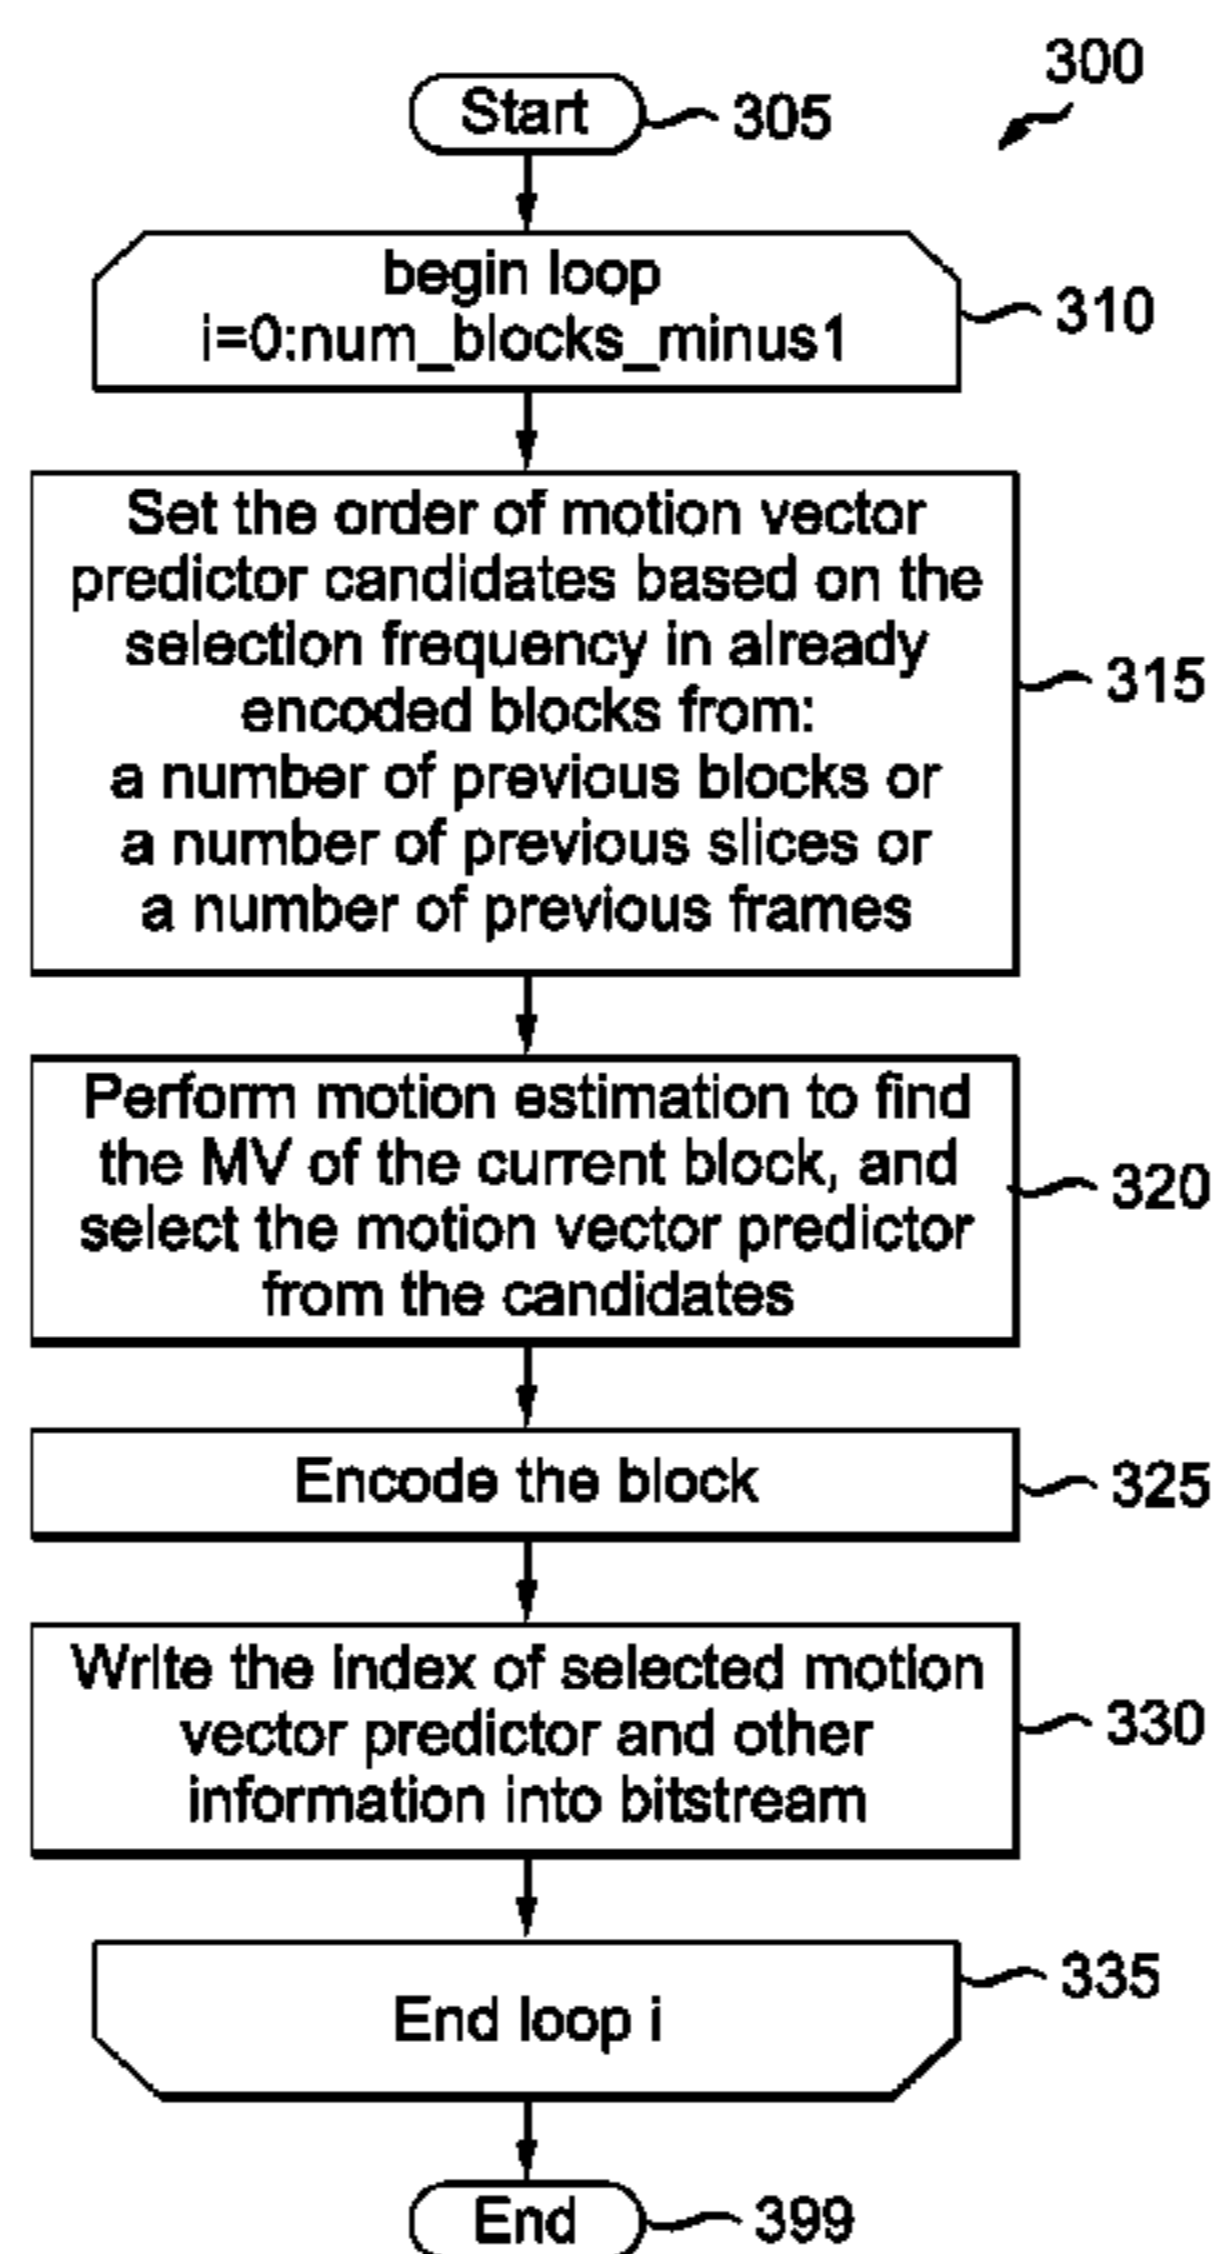 300
Start
305
begin loop
i=0:num_blocks_minus1
310
Set the order of motion vector
predictor candidates based on the
selection frequency in already
encoded blocks from:
a number of previous blocks or
a number of previous slices or
a number of previous frames
315
Perform motion estimation to find
the MV of the current block, and
select the motion vector predictor
from the candidates
320
Encode the block
325
Write the index of selected motion
vector predictor and other
information into bitstream
330
End loop i
335
End
399